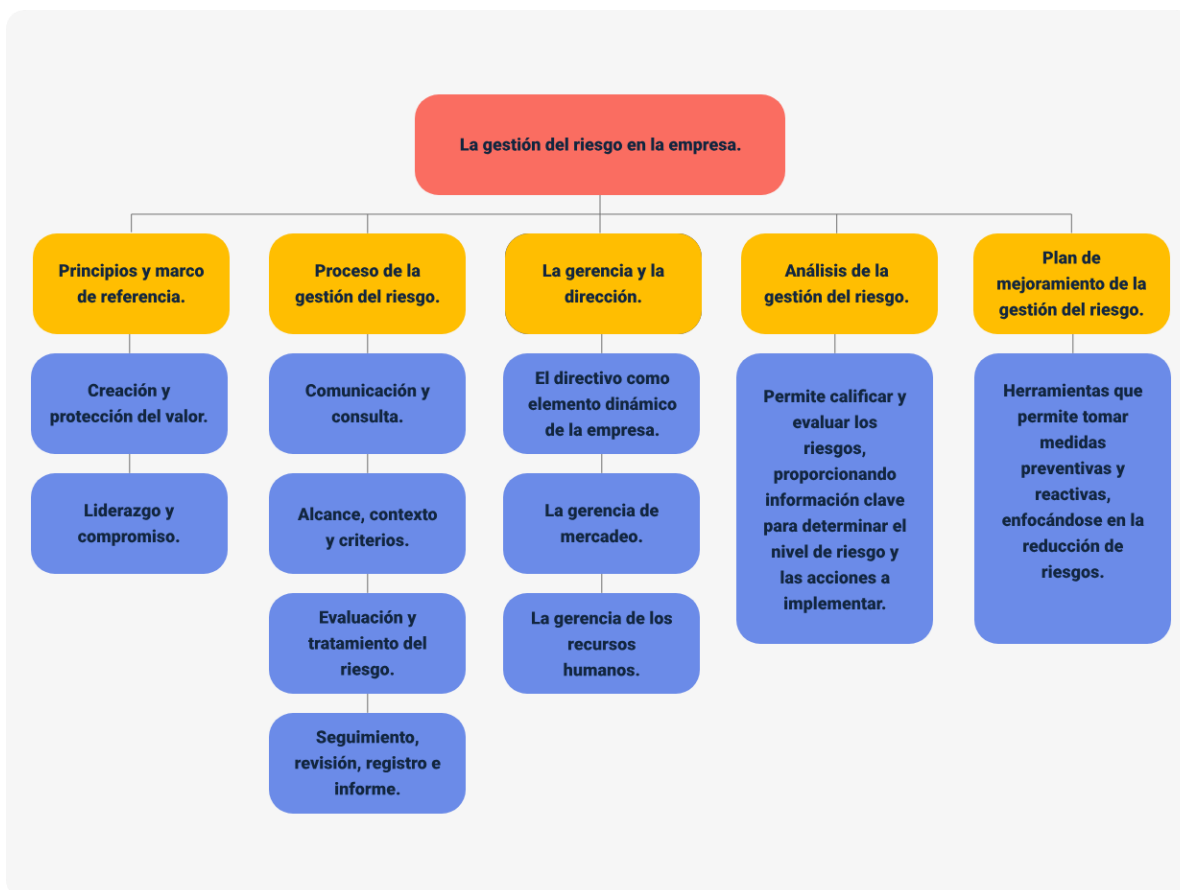 La gestión del riesgo en la empresa.
Principios y marco
de referencia.
Creación y
protección del valor.
Liderazgo y
compromiso.
Proceso de la
gestión del riesgo.
Comunicación y
consulta.
Alcance, contexto
y criterios.
Evaluación y
tratamiento del
riesgo.
Seguimiento,
revisión, registro e
informe.
La gerencia y la
dirección.
El directivo como
elemento dinámico
de la empresa.
La gerencia de
mercadeo.
La gerencia de los
recursos
humanos.
Análisis de la
gestión del riesgo.
Permite calificar y
evaluar los
riesgos,
proporcionando
información clave
para determinar el
nivel de riesgo y
las acciones a
implementar.
Plan de
mejoramiento de la
gestión del riesgo.
Herramientas que
permite tomar
medidas
preventivas y
reactivas,
enfocándose en la
reducción de
riesgos.